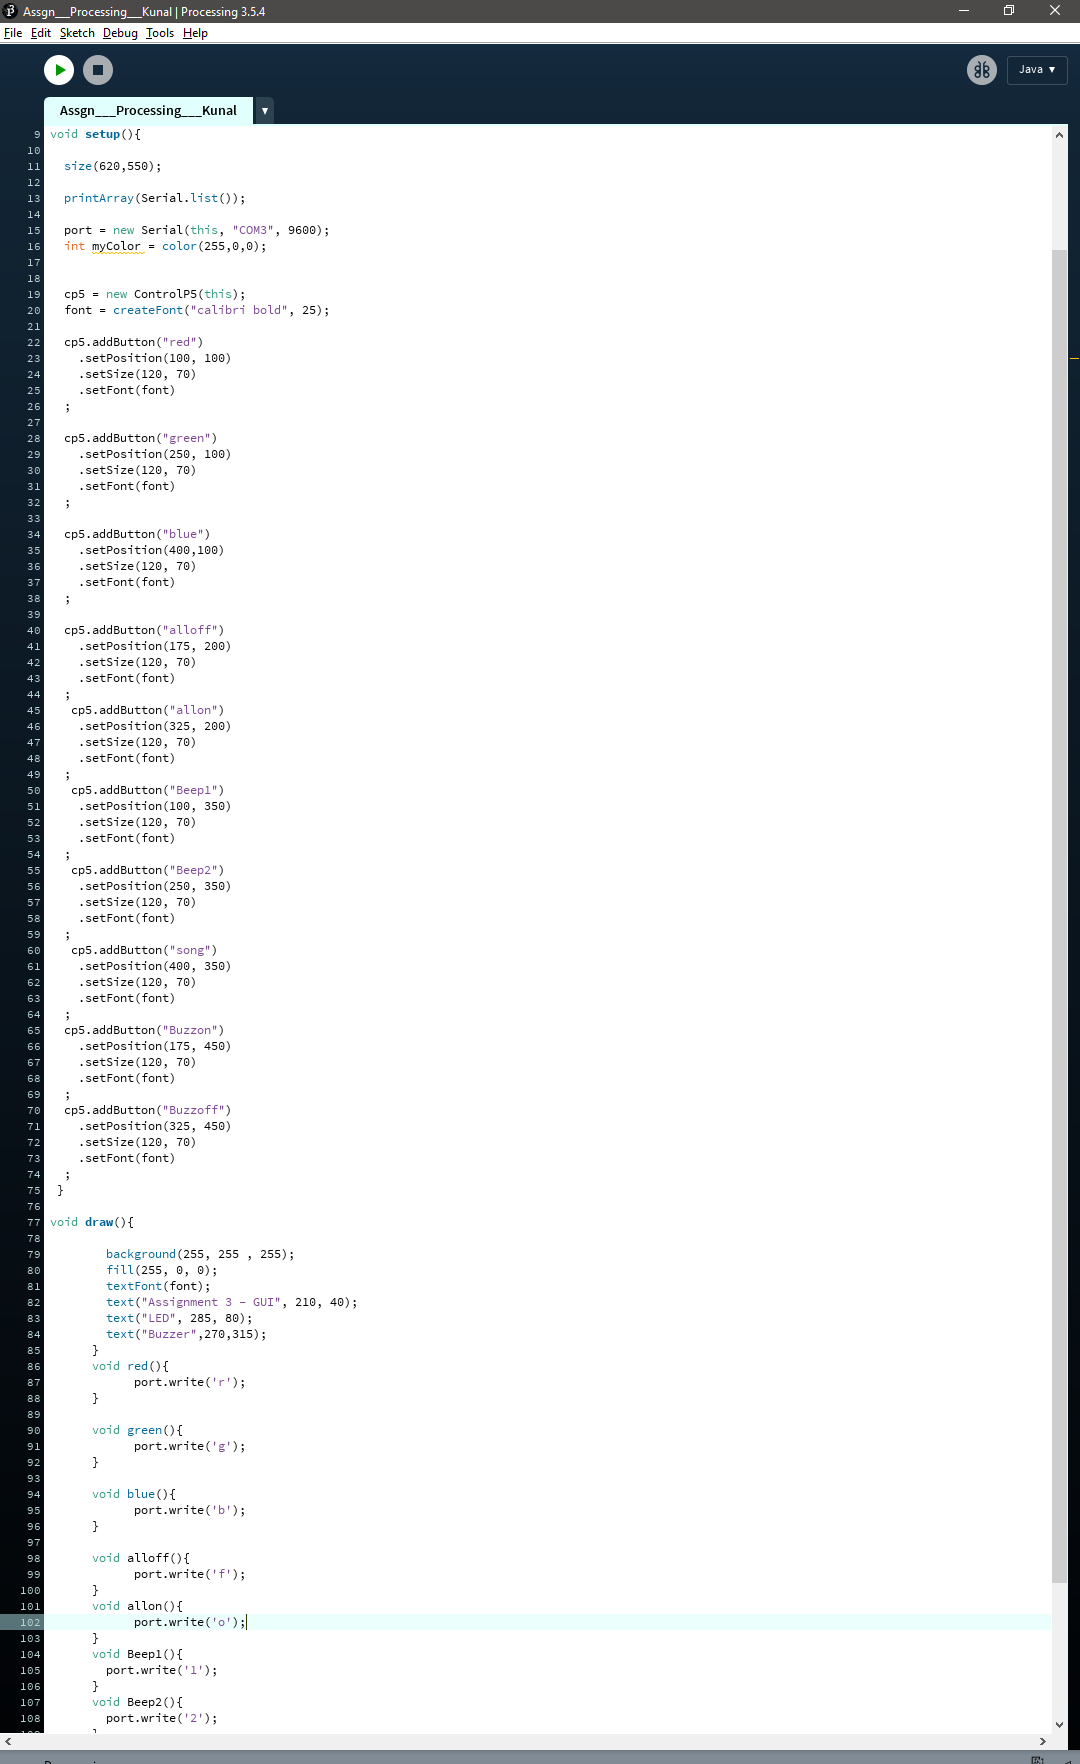 Assgn___Processing___Kunal | Processing 3.5.4
File Edit Sketch Debug Tools Help
Java ▼
Assgn___Processing___Kunal ▼
9 void setup(){
10
11 size(620,550);
12
13 printArray(Serial.list());
14
15 port = new Serial(this, "COM3", 9600);
16 int myColor = color(255,0,0);
17
18
19 cp5 = new ControlP5(this);
20 font = createFont("calibri bold", 25);
21
22 cp5.addButton("red")
23 .setPosition(100, 100)
24 .setSize(120, 70)
25 .setFont(font)
26 ;
27
28 cp5.addButton("green")
29 .setPosition(250, 100)
30 .setSize(120, 70)
31 .setFont(font)
32 ;
33
34 cp5.addButton("blue")
35 .setPosition(400,100)
36 .setSize(120, 70)
37 .setFont(font)
38 ;
39
40 cp5.addButton("alloff")
41 .setPosition(175, 200)
42 .setSize(120, 70)
43 .setFont(font)
44 ;
45 cp5.addButton("allon")
46 .setPosition(325, 200)
47 .setSize(120, 70)
48 .setFont(font)
49 ;
50 cp5.addButton("Beep1")
51 .setPosition(100, 350)
52 .setSize(120, 70)
53 .setFont(font)
54 ;
55 cp5.addButton("Beep2")
56 .setPosition(250, 350)
57 .setSize(120, 70)
58 .setFont(font)
59 ;
60 cp5.addButton("song")
61 .setPosition(400, 350)
62 .setSize(120, 70)
63 .setFont(font)
64 ;
65 cp5.addButton("Buzzon")
66 .setPosition(175, 450)
67 .setSize(120, 70)
68 .setFont(font)
69 ;
70 cp5.addButton("Buzzoff")
71 .setPosition(325, 450)
72 .setSize(120, 70)
73 .setFont(font)
74 ;
75 }
76
77 void draw(){
78
79 background(255, 255 , 255);
80 fill(255, 0, 0);
81 textFont(font);
82 text("Assignment 3 - GUI", 210, 40);
83 text("LED", 285, 80);
84 text("Buzzer",270,315);
85 }
86 void red(){
87 port.write('r');
88 }
89
90 void green(){
91 port.write('g');
92 }
93
94 void blue(){
95 port.write('b');
96 }
97
98 void alloff(){
99 port.write('f');
100 }
101 void allon(){
102 port.write('o');
103 }
104 void Beep1(){
105 port.write('1');
106 }
107 void Beep2(){
108 port.write('2');